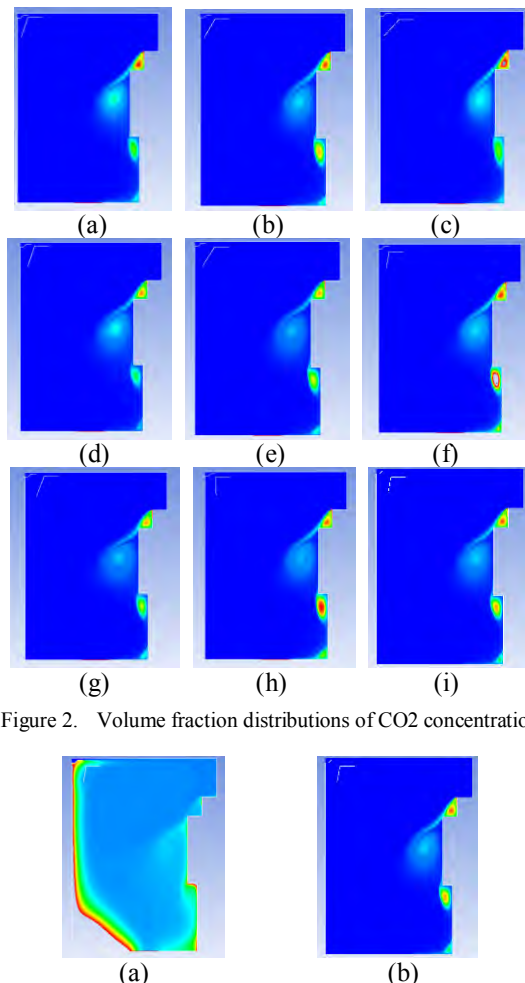 (a) (b) (c)
(d) (e) (f)
(g) (h) (i)
Figure 2. Volume fraction distributions of CO2 concentratio
(a) (b)